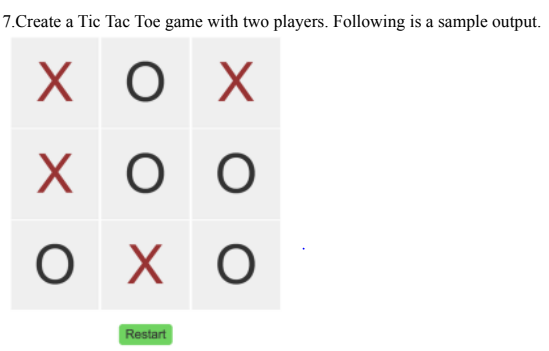 7.Create a Tic Tac Toe game with two players. Following is a sample output.
X O X
X O O
O X O
Restart